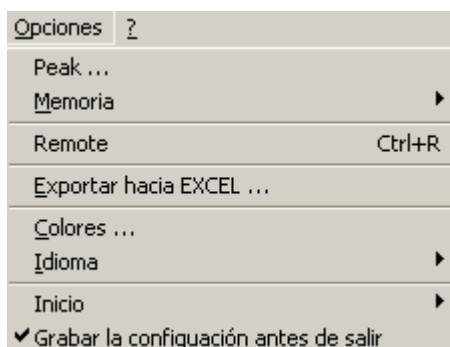 Opciones ?
Peak ...
Memoria
Remote Ctrl+R
Exportar hacia EXCEL ...
Colores ...
Idioma
Inicio
Grabar la configuación antes de salir